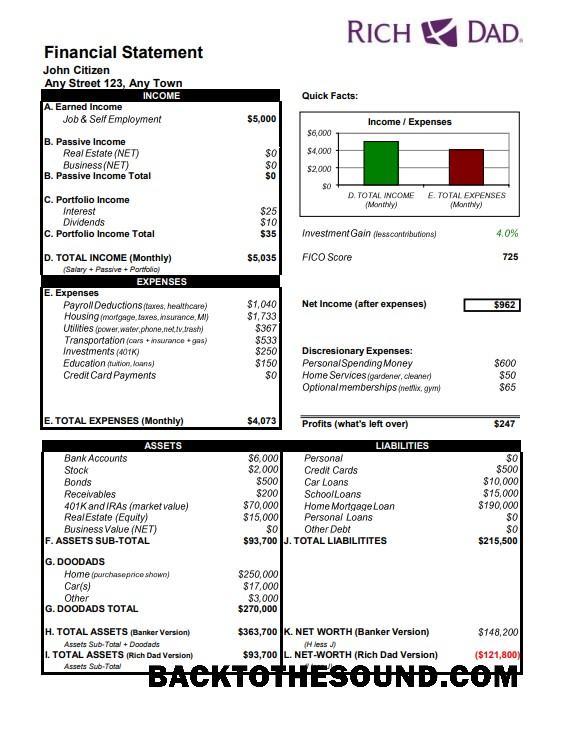 RICH DAD.
Financial Statement
John Citizen
Any Street 123, Any Town
INCOME
A. Earned Income
Job & Self Employment $5,000
B. Passive Income
Real Estate (NET) $0
Business (NET) $0
B. Passive Income Total $0
C. Portfolio Income
Interest $25
Dividends $10
C. Portfolio Income Total $35
D. TOTAL INCOME (Monthly) $5,035
(Salary + Passive + Portfolio)
EXPENSES
E. Expenses
Payroll Deductions (taxes, healthcare) $1,040
Housing (mortgage, taxes, insurance, MI) $1,733
Utilities (power,water,phone,net,tv,trash) $367
Transportation (cars + insurance + gas) $533
Investments (401K) $250
Education (tuition, loans) $150
Credit Card Payments $0
E. TOTAL EXPENSES (Monthly) $4,073
Quick Facts:
Income / Expenses
$6,000
$4,000
$2,000
$0
D. TOTAL INCOME E. TOTAL EXPENSES
(Monthly) (Monthly)
Investment Gain (less contributions) 4.0%
FICO Score 725
Net Income (after expenses) $962
Discresionary Expenses:
Personal Spending Money $600
Home Services (gardener, cleaner) $50
Optional memberships (netflix, gym) $65
Profits (what's left over) $247
ASSETS
Bank Accounts $6,000
Stock $2,000
Bonds $500
Receivables $200
401K and IRAs (market value) $70,000
Real Estate (Equity) $15,000
Business Value (NET) $0
F. ASSETS SUB-TOTAL $93,700
G. DOODADS
Home (purchase price shown) $250,000
Car(s) $17,000
Other $3,000
G. DOODADS TOTAL $270,000
H. TOTAL ASSETS (Banker Version) $363,700
Assets Sub-Total + Doodads
I. TOTAL ASSETS (Rich Dad Version) $93,700
Assets Sub-Total
LIABILITIES
Personal $0
Credit Cards $500
Car Loans $10,000
School Loans $15,000
Home Mortgage Loan $190,000
Personal Loans $0
Other Debt $0
J. TOTAL LIABILITITES $215,500
K. NET WORTH (Banker Version) $148,200
(H less J)
L. NET-WORTH (Rich Dad Version) ($121,800)
BACKTOTHESOUND.COM